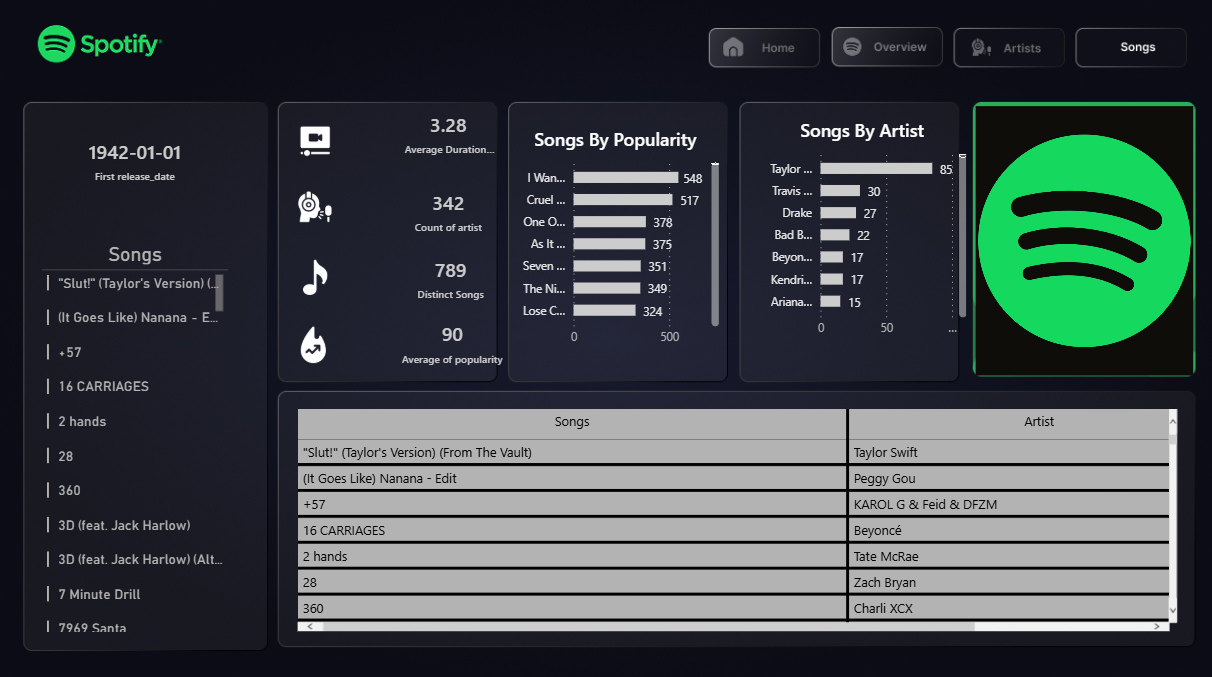 Spotify
Home
Overview
Artists
Songs
1942-01-01
First release_date
Songs
"Slut!" (Taylor's Version) (...
(It Goes Like) Nanana - E...
+57
16 CARRIAGES
2 hands
28
360
3D (feat. Jack Harlow)
3D (feat. Jack Harlow) (Alt...
7 Minute Drill
7969 Santa
3.28
Average Duration...
342
Count of artist
789
Distinct Songs
90
Average of popularity
Songs By Popularity
I Wan... 548
Cruel ... 517
One O... 378
As It ... 375
Seven ... 351
The Ni... 349
Lose C... 324
0 500
Songs By Artist
Taylor ... 85
Travis ... 30
Drake 27
Bad B... 22
Beyon... 17
Kendri... 17
Ariana... 15
0 50 ...
Songs Artist
"Slut!" (Taylor's Version) (From The Vault) Taylor Swift
(It Goes Like) Nanana - Edit Peggy Gou
+57 KAROL G & Feid & DFZM
16 CARRIAGES Beyoncé
2 hands Tate McRae
28 Zach Bryan
360 Charli XCX